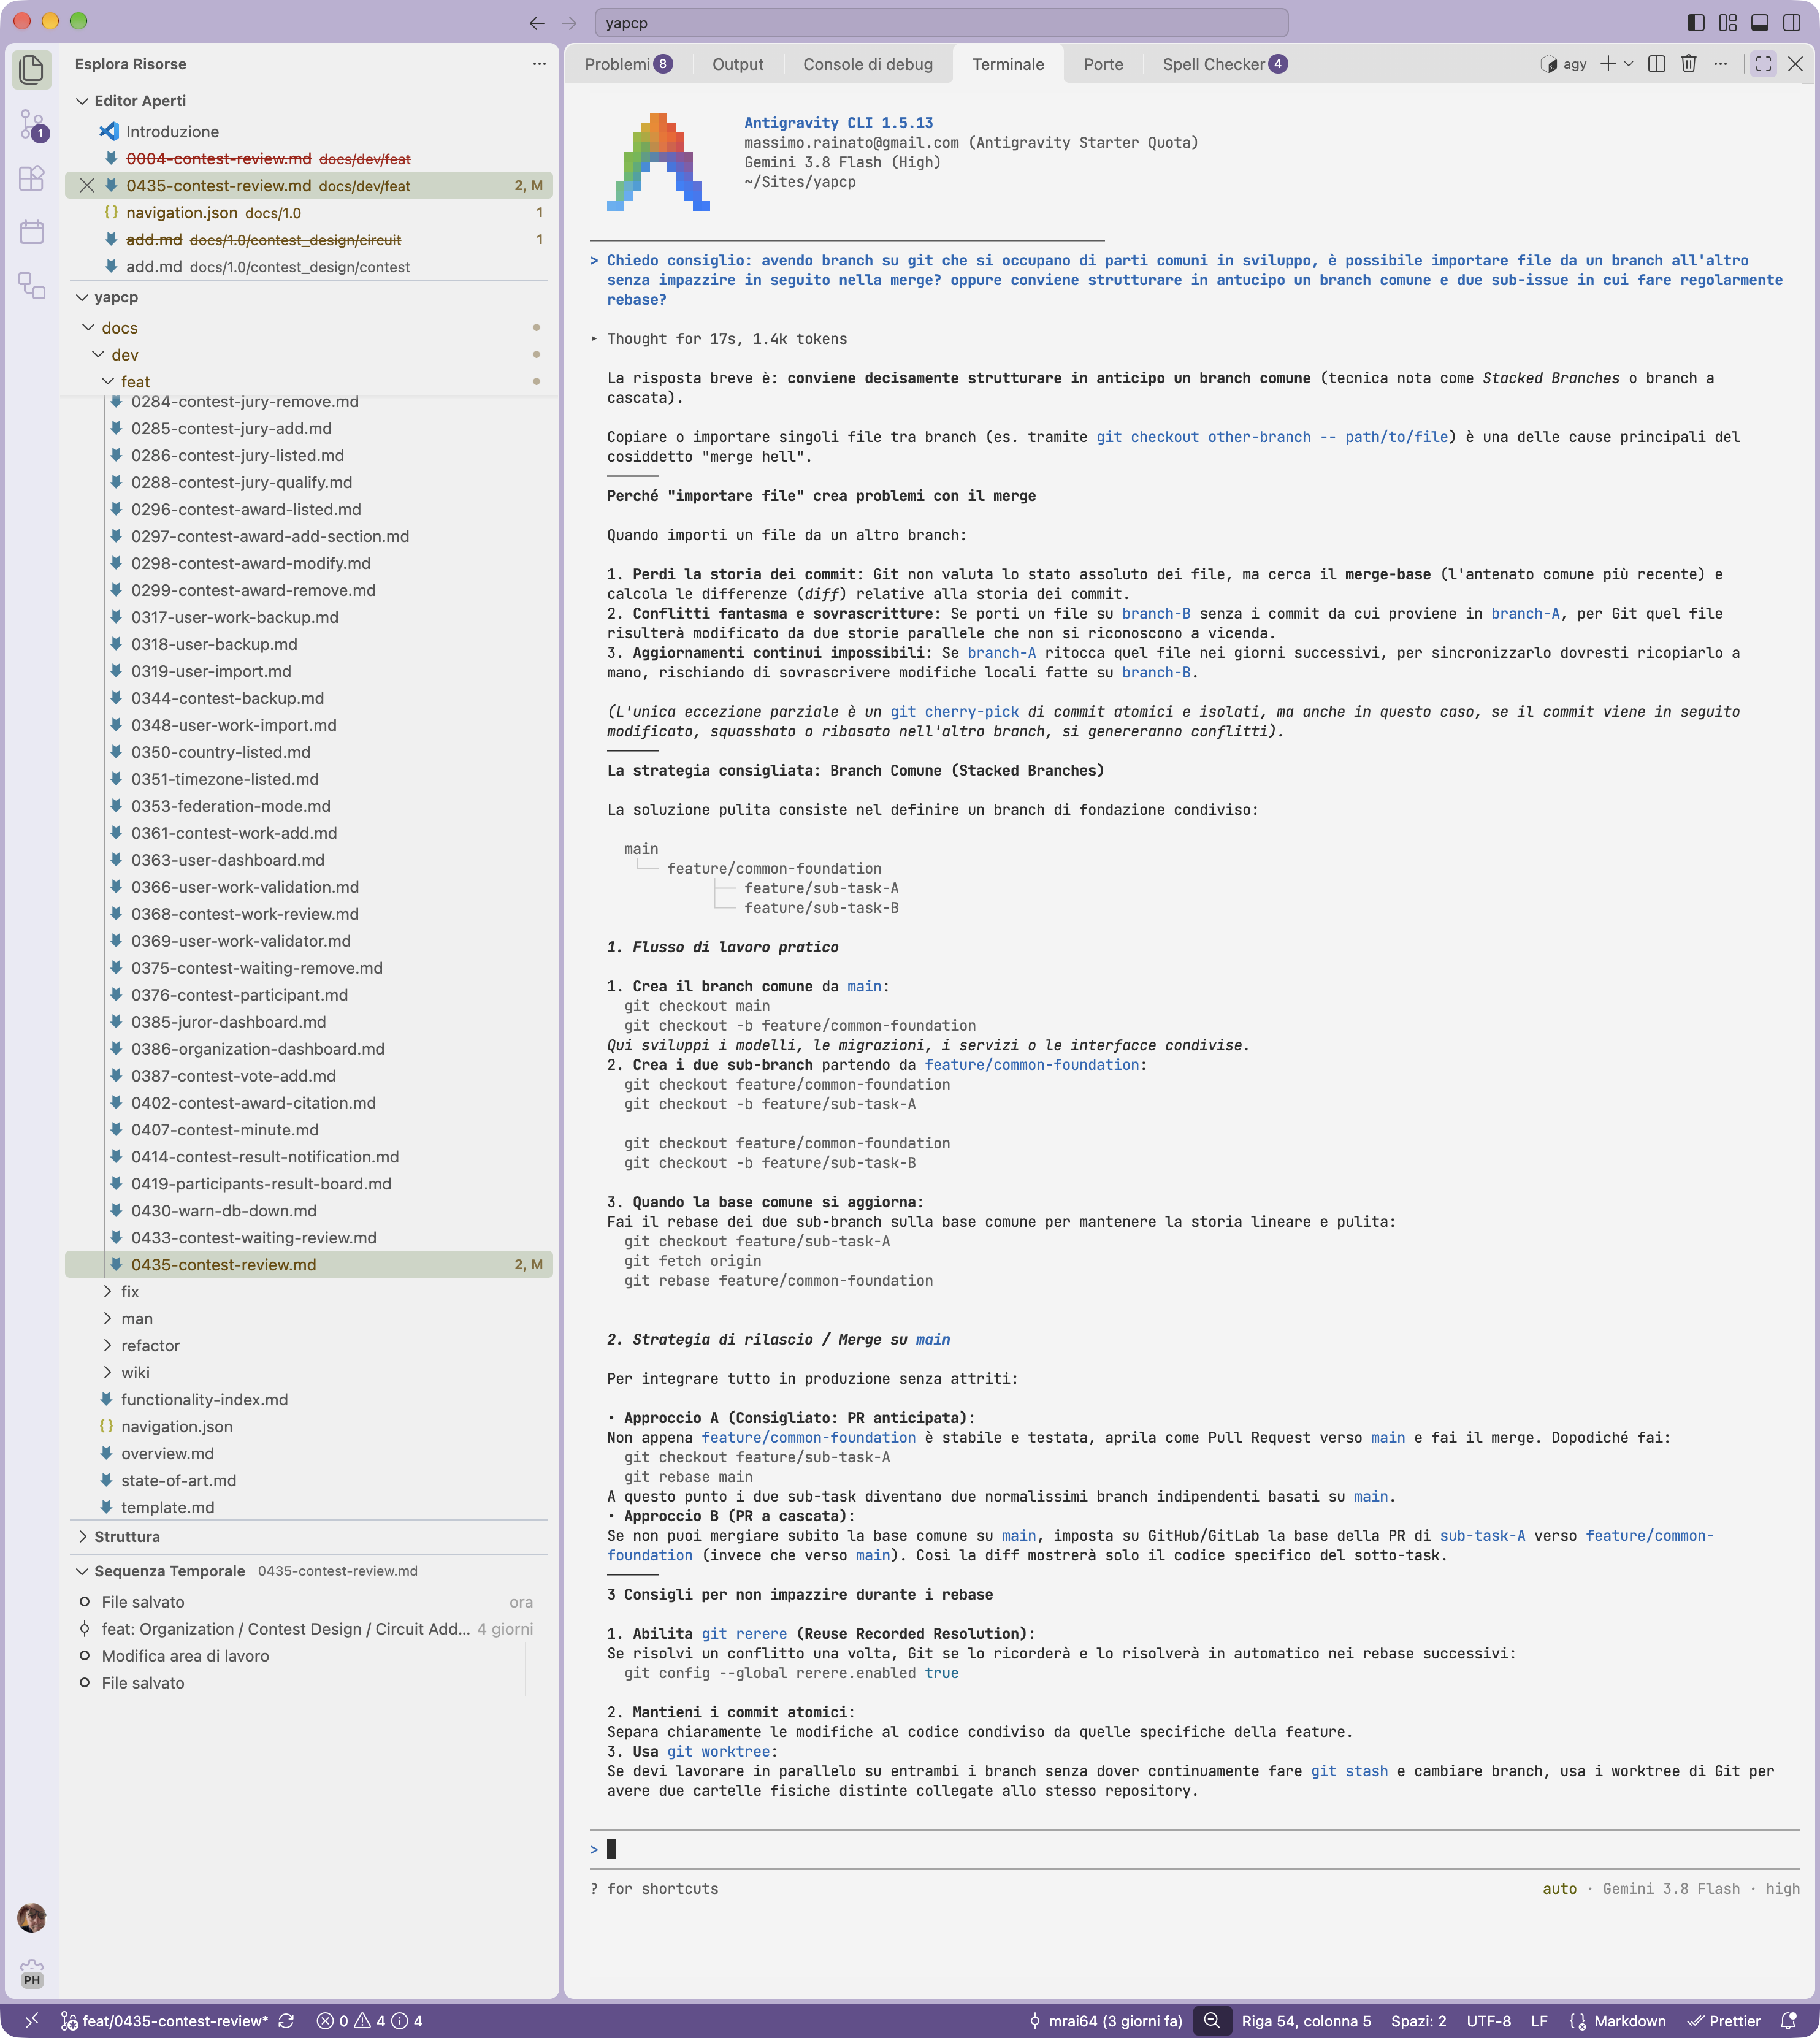 yapcp
Esplora Risorse
Editor Aperti
Introduzione
0004-contest-review.md docs/dev/feat
0435-contest-review.md docs/dev/feat 2, M
navigation.json docs/1.0 1
add.md docs/1.0/contest_design/circuit 1
add.md docs/1.0/contest_design/contest
yapcp
docs
dev
feat
0284-contest-jury-remove.md
0285-contest-jury-add.md
0286-contest-jury-listed.md
0288-contest-jury-qualify.md
0296-contest-award-listed.md
0297-contest-award-add-section.md
0298-contest-award-modify.md
0299-contest-award-remove.md
0317-user-work-backup.md
0318-user-backup.md
0319-user-import.md
0344-contest-backup.md
0348-user-work-import.md
0350-country-listed.md
0351-timezone-listed.md
0353-federation-mode.md
0361-contest-work-add.md
0363-user-dashboard.md
0366-user-work-validation.md
0368-contest-work-review.md
0369-user-work-validator.md
0375-contest-waiting-remove.md
0376-contest-participant.md
0385-juror-dashboard.md
0386-organization-dashboard.md
0387-contest-vote-add.md
0402-contest-award-citation.md
0407-contest-minute.md
0414-contest-result-notification.md
0419-participants-result-board.md
0430-warn-db-down.md
0433-contest-waiting-review.md
0435-contest-review.md 2, M
fix
man
refactor
wiki
functionality-index.md
navigation.json
overview.md
state-of-art.md
template.md
Struttura
Sequenza Temporale 0435-contest-review.md
File salvato ora
feat: Organization / Contest Design / Circuit Add... 4 giorni
Modifica area di lavoro
File salvato
1
PH
Problemi 8 Output Console di debug Terminale Porte Spell Checker 4 agy
Antigravity CLI 1.5.13
massimo.rainato@gmail.com (Antigravity Starter Quota)
Gemini 3.8 Flash (High)
~/Sites/yapcp
> Chiedo consiglio: avendo branch su git che si occupano di parti comuni in sviluppo, è possibile importare file da un branch all'altro
senza impazzire in seguito nella merge? oppure conviene strutturare in antucipo un branch comune e due sub-issue in cui fare regolarmente
rebase?
▸ Thought for 17s, 1.4k tokens
La risposta breve è: conviene decisamente strutturare in anticipo un branch comune (tecnica nota come Stacked Branches o branch a
cascata).
Copiare o importare singoli file tra branch (es. tramite git checkout other-branch -- path/to/file) è una delle cause principali del
cosiddetto "merge hell".
Perché "importare file" crea problemi con il merge
Quando importi un file da un altro branch:
1. Perdi la storia dei commit: Git non valuta lo stato assoluto dei file, ma cerca il merge-base (l'antenato comune più recente) e
calcola le differenze (diff) relative alla storia dei commit.
2. Conflitti fantasma e sovrascritture: Se porti un file su branch-B senza i commit da cui proviene in branch-A, per Git quel file
risulterà modificato da due storie parallele che non si riconoscono a vicenda.
3. Aggiornamenti continui impossibili: Se branch-A ritocca quel file nei giorni successivi, per sincronizzarlo dovresti ricopiarlo a
mano, rischiando di sovrascrivere modifiche locali fatte su branch-B.
(L'unica eccezione parziale è un git cherry-pick di commit atomici e isolati, ma anche in questo caso, se il commit viene in seguito
modificato, squasshato o ribasato nell'altro branch, si genereranno conflitti).
La strategia consigliata: Branch Comune (Stacked Branches)
La soluzione pulita consiste nel definire un branch di fondazione condiviso:
main
└── feature/common-foundation
├── feature/sub-task-A
└── feature/sub-task-B
1. Flusso di lavoro pratico
1. Crea il branch comune da main:
git checkout main
git checkout -b feature/common-foundation
Qui sviluppi i modelli, le migrazioni, i servizi o le interfacce condivise.
2. Crea i due sub-branch partendo da feature/common-foundation:
git checkout feature/common-foundation
git checkout -b feature/sub-task-A
git checkout feature/common-foundation
git checkout -b feature/sub-task-B
3. Quando la base comune si aggiorna:
Fai il rebase dei due sub-branch sulla base comune per mantenere la storia lineare e pulita:
git checkout feature/sub-task-A
git fetch origin
git rebase feature/common-foundation
2. Strategia di rilascio / Merge su main
Per integrare tutto in produzione senza attriti:
• Approccio A (Consigliato: PR anticipata):
Non appena feature/common-foundation è stabile e testata, aprila come Pull Request verso main e fai il merge. Dopodiché fai:
git checkout feature/sub-task-A
git rebase main
A questo punto i due sub-task diventano due normalissimi branch indipendenti basati su main.
• Approccio B (PR a cascata):
Se non puoi mergiare subito la base comune su main, imposta su GitHub/GitLab la base della PR di sub-task-A verso feature/common-
foundation (invece che verso main). Così la diff mostrerà solo il codice specifico del sotto-task.
3 Consigli per non impazzire durante i rebase
1. Abilita git rerere (Reuse Recorded Resolution):
Se risolvi un conflitto una volta, Git se lo ricorderà e lo risolverà in automatico nei rebase successivi:
git config --global rerere.enabled true
2. Mantieni i commit atomici:
Separa chiaramente le modifiche al codice condiviso da quelle specifiche della feature.
3. Usa git worktree:
Se devi lavorare in parallelo su entrambi i branch senza dover continuamente fare git stash e cambiare branch, usa i worktree di Git per
avere due cartelle fisiche distinte collegate allo stesso repository.
>
? for shortcuts auto · Gemini 3.8 Flash · high
feat/0435-contest-review* 0 4 4 mrai64 (3 giorni fa) Riga 54, colonna 5 Spazi: 2 UTF-8 LF Markdown Prettier